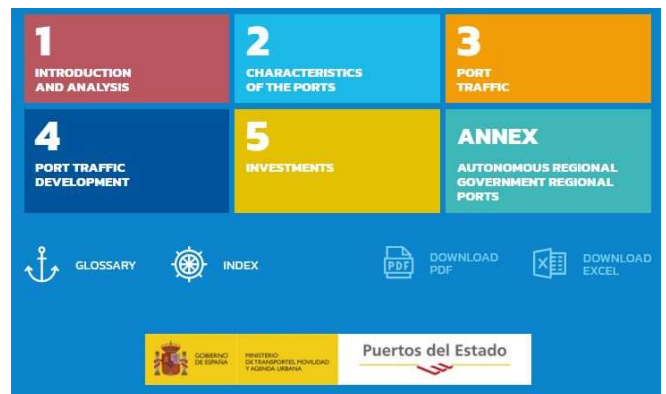 1
INTRODUCTION
AND ANALYSIS
2
CHARACTERISTICS
OF THE PORTS
3
PORT
TRAFFIC
4
PORT TRAFFIC
DEVELOPMENT
5
INVESTMENTS
ANNEX
AUTONOMOUS REGIONAL
GOVERNMENT REGIONAL
PORTS
GLOSSARY
INDEX
PDF
DOWNLOAD
PDF
X
DOWNLOAD
EXCEL
GOBIERNO
DE ESPAÑA
MINISTERIO
DE TRANSPORTES, MOVILIDAD
Y AGENDA URBANA
Puertos del Estado